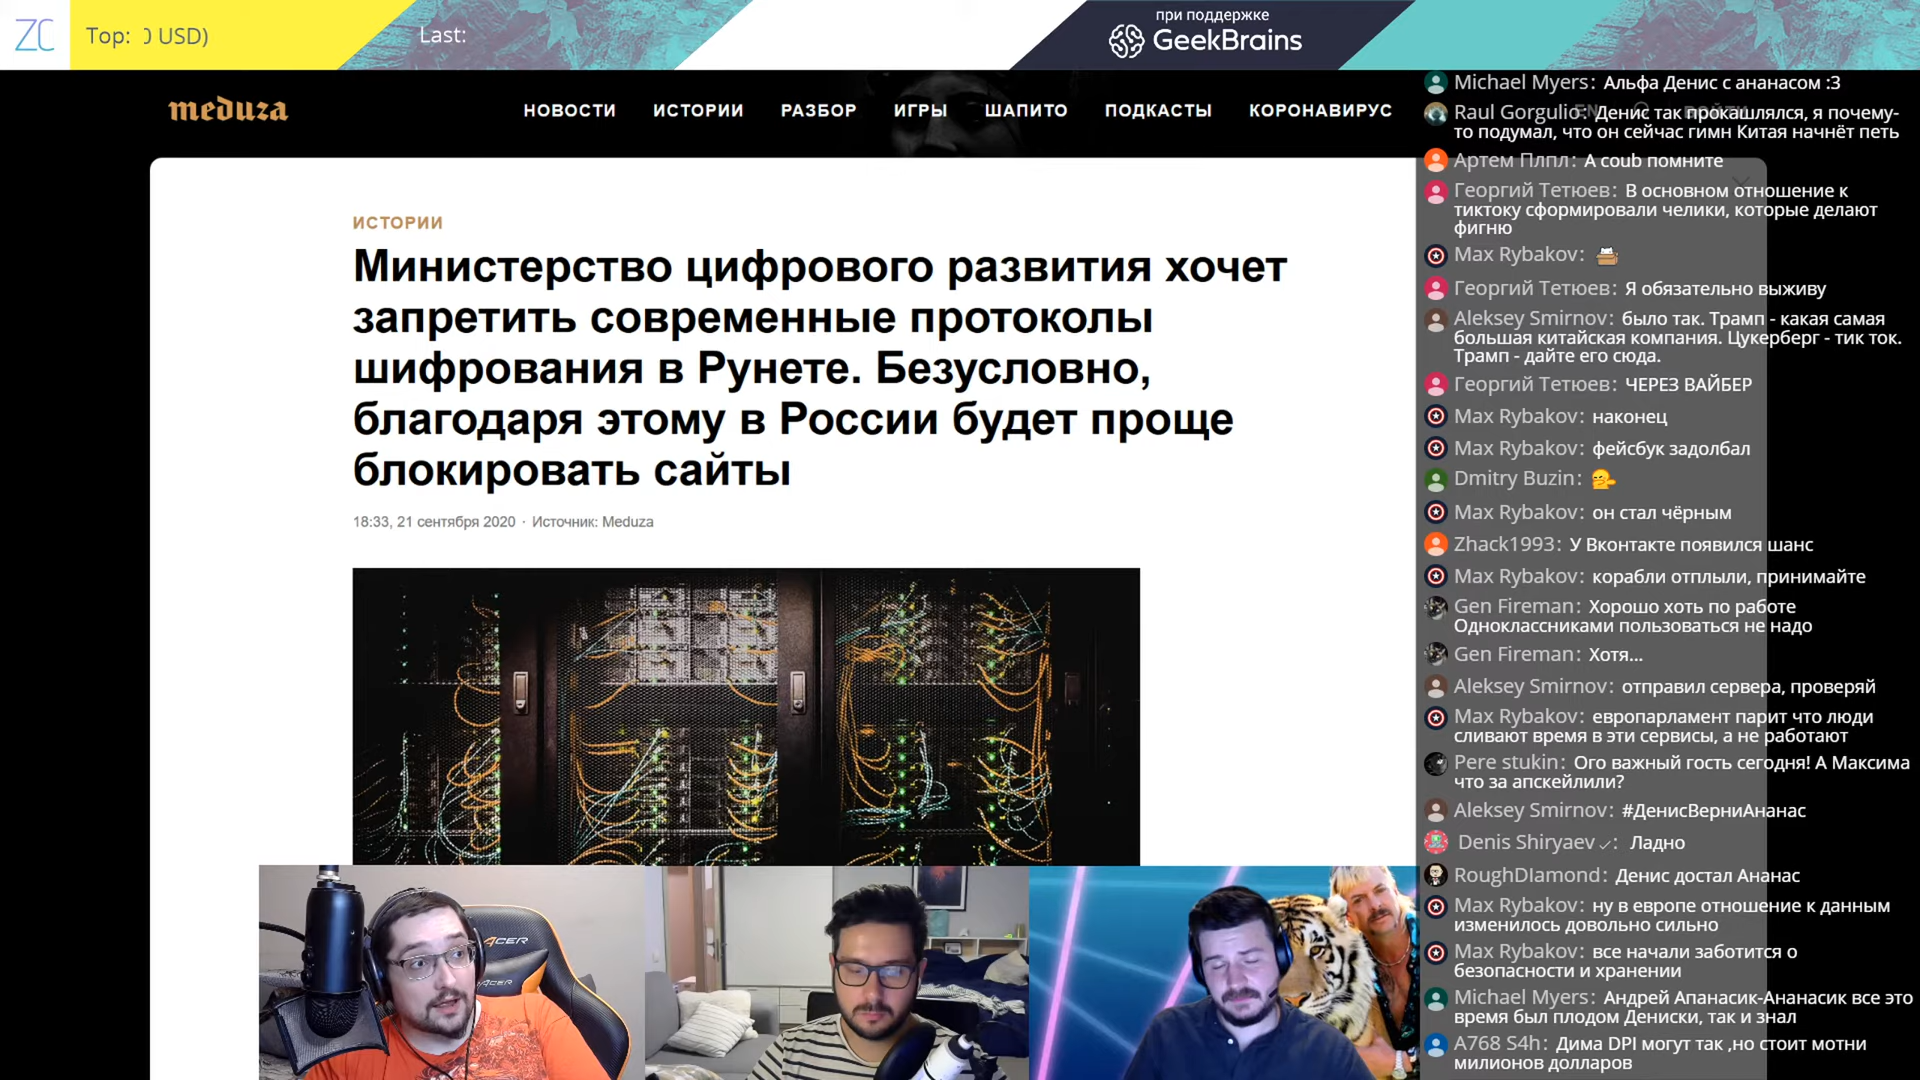 ZC
Top: 0 USD)
Last:
при поддержке
GeekBrains
meduza
НОВОСТИ ИСТОРИИ РАЗБОР ИГРЫ ШАПИТО ПОДКАСТЫ КОРОНАВИРУС
EN
ВОЙТИ
ИСТОРИИ
Министерство цифрового развития хочет
запретить современные протоколы
шифрования в Рунете. Безусловно,
благодаря этому в России будет проще
блокировать сайты
18:33, 21 сентября 2020 · Источник: Meduza
Michael Myers: Альфа Денис с ананасом :3
Raul Gorgulio: Денис так прокашлялся, я почему-
то подумал, что он сейчас гимн Китая начнёт петь
Артем Плпл: А coub помните
Георгий Тетюев: В основном отношение к
тиктоку сформировали челики, которые делают
фигню
Max Rybakov:
Георгий Тетюев: Я обязательно выживу
Aleksey Smirnov: было так. Трамп - какая самая
большая китайская компания. Цукерберг - тик ток.
Трамп - дайте его сюда.
Георгий Тетюев: ЧЕРЕЗ ВАЙБЕР
Max Rybakov: наконец
Max Rybakov: фейсбук задолбал
Dmitry Buzin:
Max Rybakov: он стал чёрным
Zhack1993: У Вконтакте появился шанс
Max Rybakov: корабли отплыли, принимайте
Gen Fireman: Хорошо хоть по работе
Одноклассниками пользоваться не надо
Gen Fireman: Хотя...
Aleksey Smirnov: отправил сервера, проверяй
Max Rybakov: европарламент парит что люди
сливают время в эти сервисы, а не работают
Pere stukin: Ого важный гость сегодня! А Максима
что за апскейлили?
Aleksey Smirnov: #ДенисВерниАнанас
Denis Shiryaev ✓: Ладно
RoughDIamond: Денис достал Ананас
Max Rybakov: ну в европе отношение к данным
изменилось довольно сильно
Max Rybakov: все начали заботится о
безопасности и хранении
Michael Myers: Андрей Апанасик-Ананасик все это
время был плодом Дениски, так и знал
A768 S4h: Дима DPI могут так ,но стоит мотни
милионов долларов
ACER
ACER